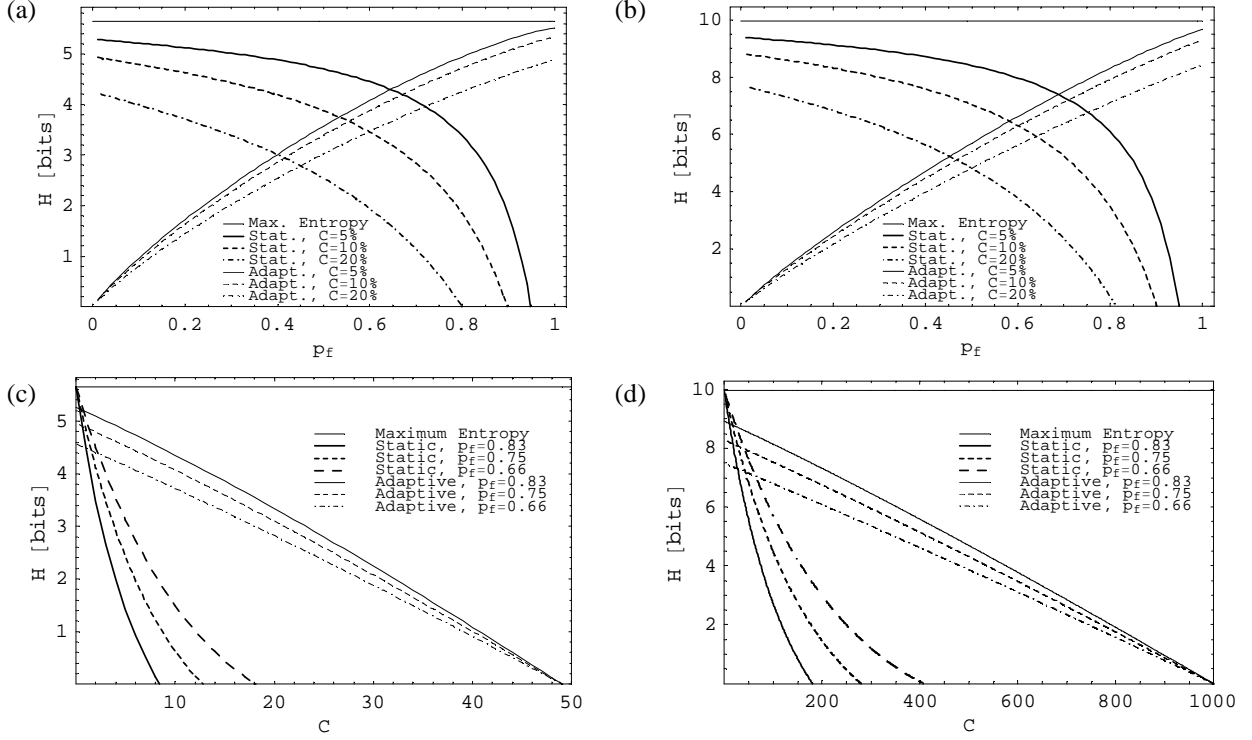 (a)
H [bits]
5
4
3
2
1
Max. Entropy
Stat., C=5%
Stat., C=10%
Stat., C=20%
Adapt., C=5%
Adapt., C=10%
Adapt., C=20%
0 0.2 0.4 0.6 0.8 1
pf
(b)
H [bits]
10
8
6
4
2
Max. Entropy
Stat., C=5%
Stat., C=10%
Stat., C=20%
Adapt., C=5%
Adapt., C=10%
Adapt., C=20%
0 0.2 0.4 0.6 0.8 1
pf
(c)
H [bits]
5
4
3
2
1
Maximum Entropy
Static, pf=0.83
Static, pf=0.75
Static, pf=0.66
Adaptive, pf=0.83
Adaptive, pf=0.75
Adaptive, pf=0.66
10 20 30 40 50
C
(d)
H [bits]
10
8
6
4
2
Maximum Entropy
Static, pf=0.83
Static, pf=0.75
Static, pf=0.66
Adaptive, pf=0.83
Adaptive, pf=0.75
Adaptive, pf=0.66
200 400 600 800 1000
C